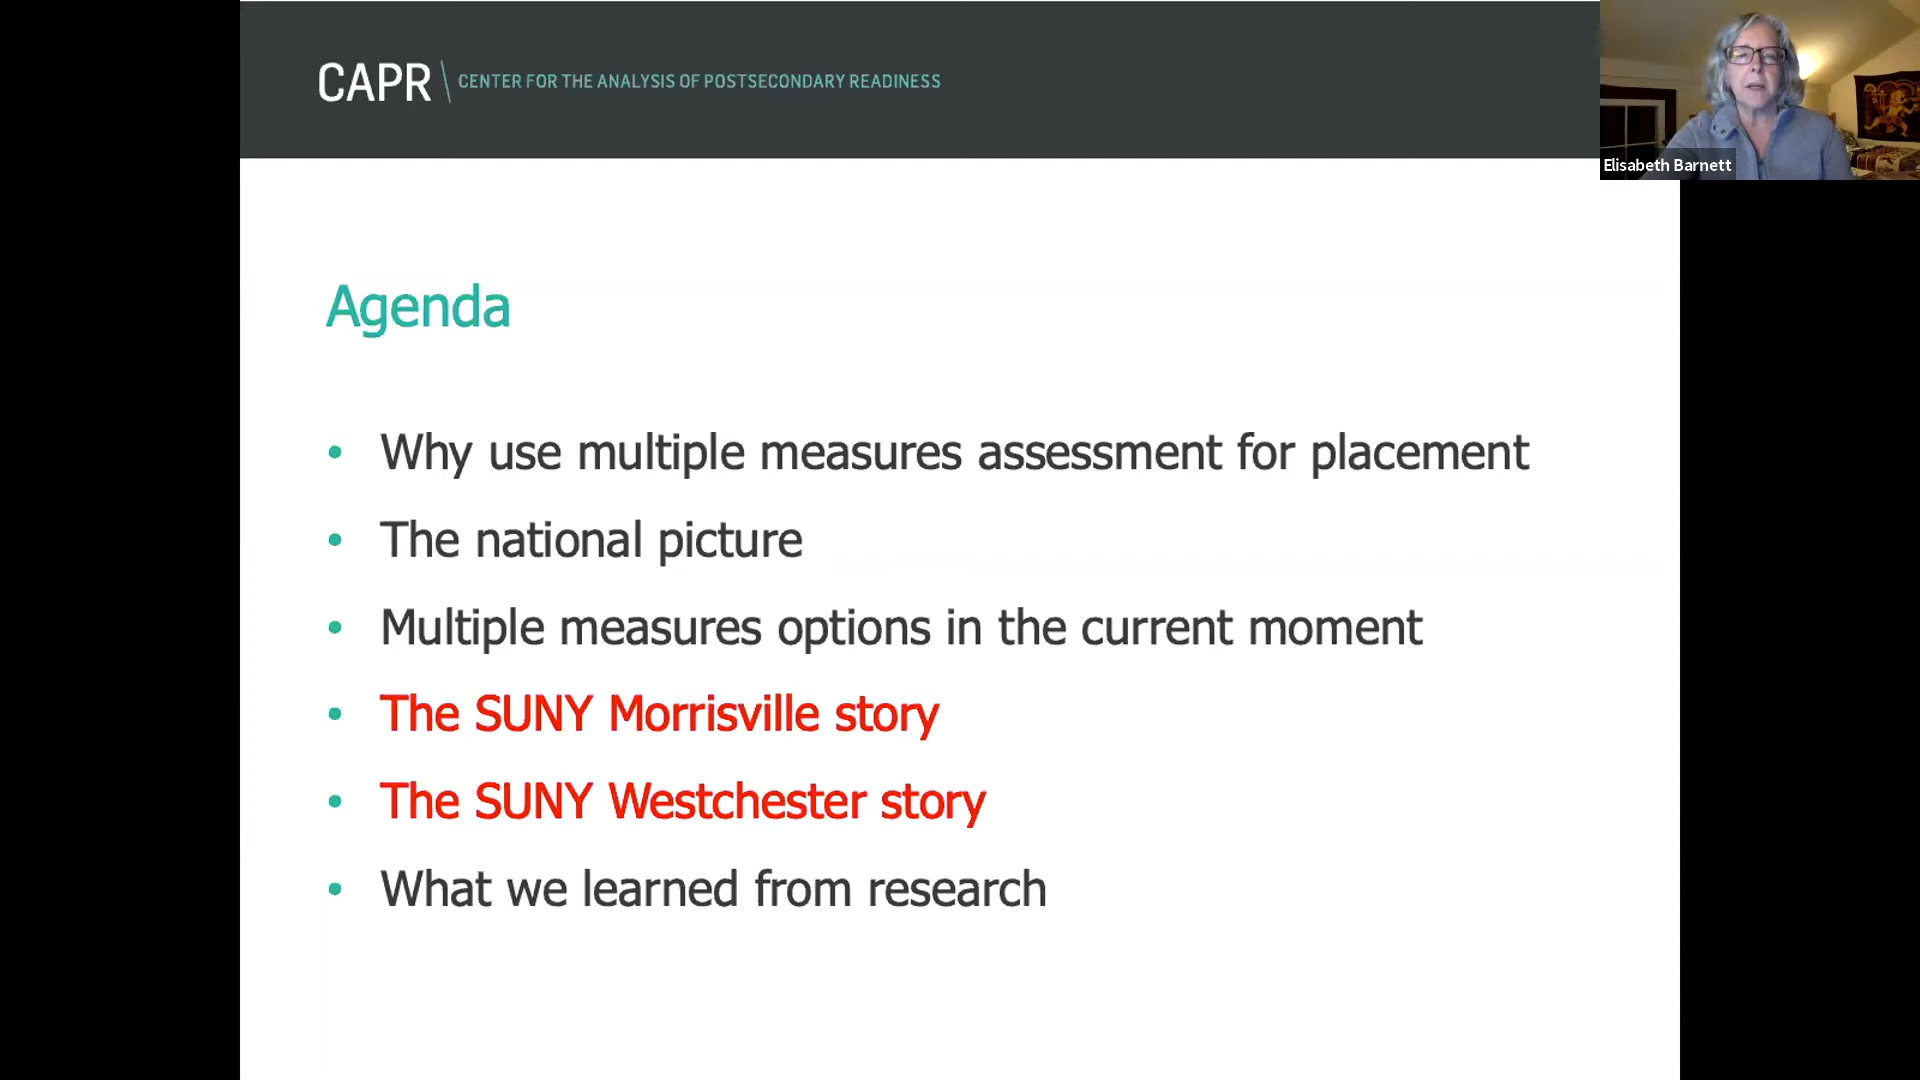 CAPR
CENTER FOR THE ANALYSIS OF POSTSECONDARY READINESS
Elisabeth Barnett
Agenda
• Why use multiple measures assessment for placement
• The national picture
• Multiple measures options in the current moment
• The SUNY Morrisville story
• The SUNY Westchester story
• What we learned from research